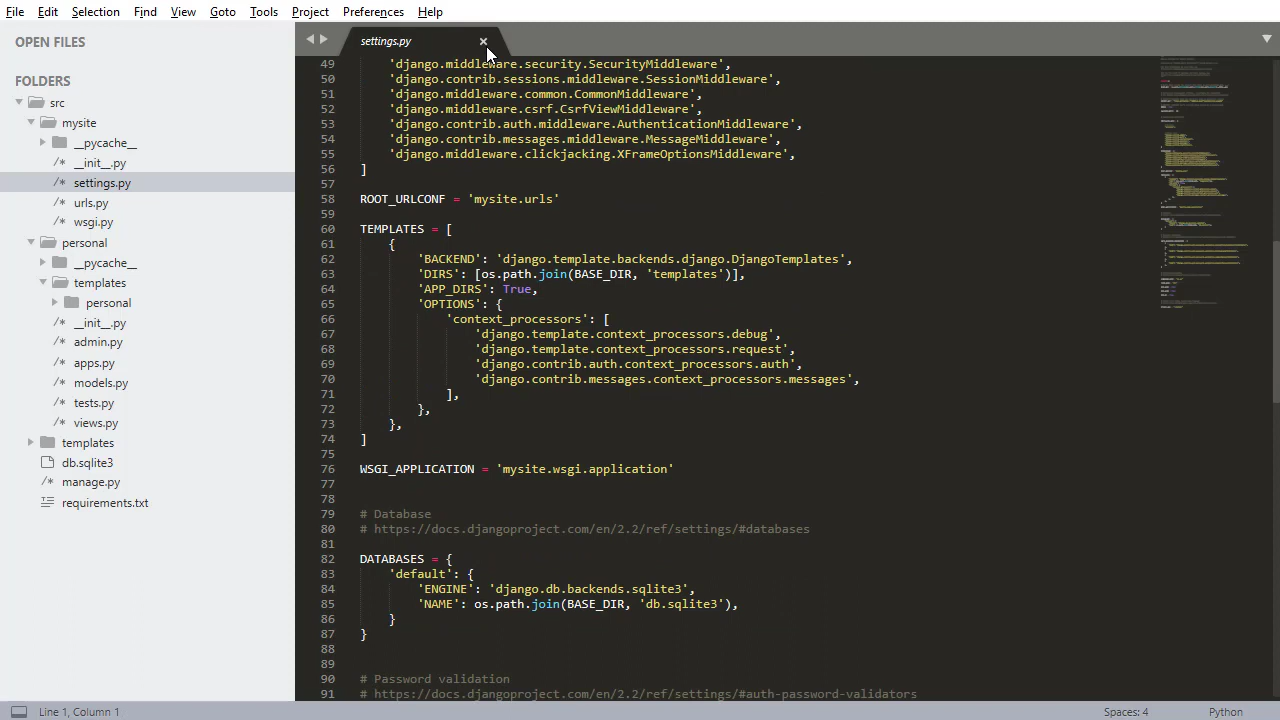 File Edit Selection Find View Goto Tools Project Preferences Help
OPEN FILES
FOLDERS
src
mysite
__pycache__
__init__.py
settings.py
urls.py
wsgi.py
personal
__pycache__
templates
personal
__init__.py
admin.py
apps.py
models.py
tests.py
views.py
templates
db.sqlite3
manage.py
requirements.txt
settings.py
49 'django.middleware.security.SecurityMiddleware',
50 'django.contrib.sessions.middleware.SessionMiddleware',
51 'django.middleware.common.CommonMiddleware',
52 'django.middleware.csrf.CsrfViewMiddleware',
53 'django.contrib.auth.middleware.AuthenticationMiddleware',
54 'django.contrib.messages.middleware.MessageMiddleware',
55 'django.middleware.clickjacking.XFrameOptionsMiddleware',
56 ]
57
58 ROOT_URLCONF = 'mysite.urls'
59
60 TEMPLATES = [
61 {
62 'BACKEND': 'django.template.backends.django.DjangoTemplates',
63 'DIRS': [os.path.join(BASE_DIR, 'templates')],
64 'APP_DIRS': True,
65 'OPTIONS': {
66 'context_processors': [
67 'django.template.context_processors.debug',
68 'django.template.context_processors.request',
69 'django.contrib.auth.context_processors.auth',
70 'django.contrib.messages.context_processors.messages',
71 ],
72 },
73 },
74 ]
75
76 WSGI_APPLICATION = 'mysite.wsgi.application'
77
78
79 # Database
80 # https://docs.djangoproject.com/en/2.2/ref/settings/#databases
81
82 DATABASES = {
83 'default': {
84 'ENGINE': 'django.db.backends.sqlite3',
85 'NAME': os.path.join(BASE_DIR, 'db.sqlite3'),
86 }
87 }
88
89
90 # Password validation
91 # https://docs.djangoproject.com/en/2.2/ref/settings/#auth-password-validators
Line 1, Column 1
Spaces: 4
Python